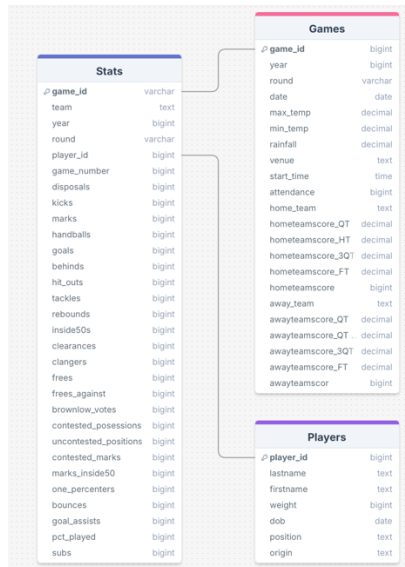 Stats
game_id varchar
team text
year bigint
round varchar
player_id bigint
game_number bigint
disposals bigint
kicks bigint
marks bigint
handballs bigint
goals bigint
behinds bigint
hit_outs bigint
tackles bigint
rebounds bigint
inside50s bigint
clearances bigint
clangers bigint
frees bigint
frees_against bigint
brownlow_votes bigint
contested_posessions bigint
uncontested_positions bigint
contested_marks bigint
marks_inside50 bigint
one_percenters bigint
bounces bigint
goal_assists bigint
pct_played bigint
subs bigint
Games
game_id bigint
year bigint
round varchar
date date
max_temp decimal
min_temp decimal
rainfall decimal
venue text
start_time time
attendance bigint
home_team text
hometeamscore_QT decimal
hometeamscore_HT decimal
hometeamscore_3QT decimal
hometeamscore_FT decimal
hometeamscore bigint
away_team text
awayteamscore_QT decimal
awayteamscore_QT .. decimal
awayteamscore_3QT decimal
awayteamscore_FT decimal
awayteamscor bigint
Players
player_id bigint
lastname text
firstname text
weight bigint
dob date
position text
origin text